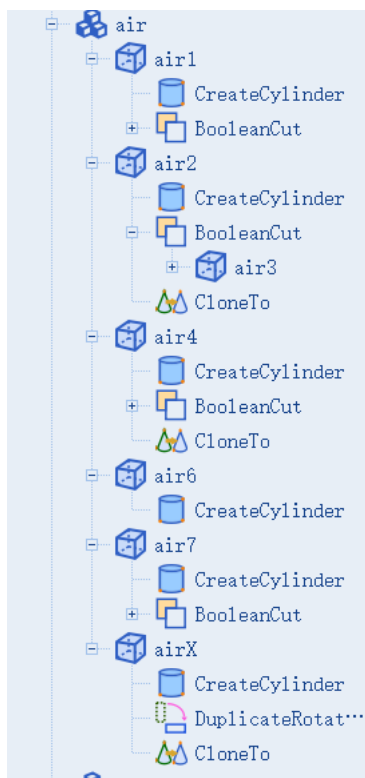 air
air1
CreateCylinder
BooleanCut
air2
CreateCylinder
BooleanCut
air3
CloneTo
air4
CreateCylinder
BooleanCut
CloneTo
air6
CreateCylinder
air7
CreateCylinder
BooleanCut
airX
CreateCylinder
DuplicateRotat···
CloneTo